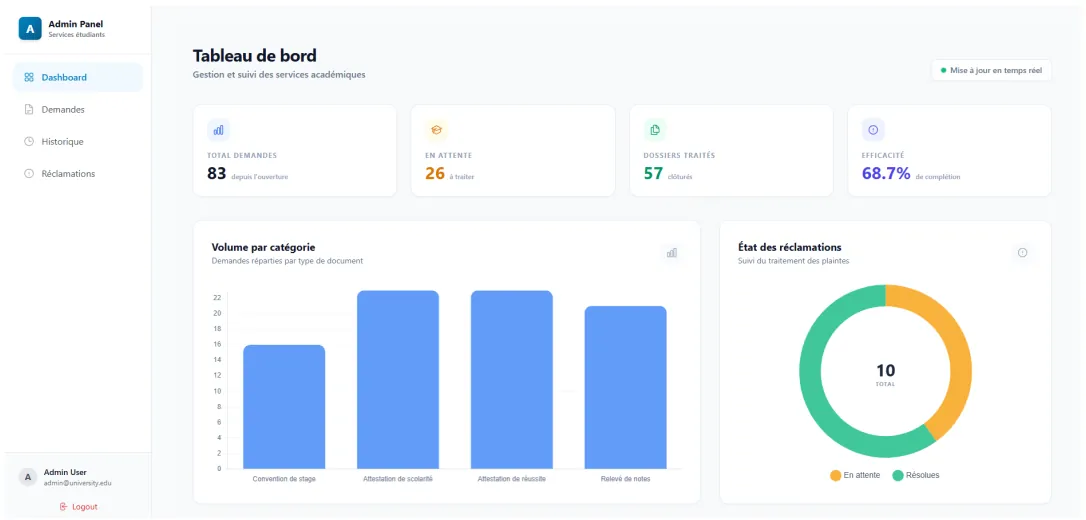 A
Admin Panel
Services étudiants
Dashboard
Demandes
Historique
Réclamations
A
Admin User
admin@university.edu
Logout
Tableau de bord
Gestion et suivi des services académiques
Mise à jour en temps réel
TOTAL DEMANDES
83 depuis l'ouverture
EN ATTENTE
26 à traiter
DOSSIERS TRAITÉS
57 clôturés
EFFICACITÉ
68.7% de complétion
Volume par catégorie
Demandes réparties par type de document
22
20
18
16
14
12
10
8
6
4
2
0
Convention de stage
Attestation de scolarité
Attestation de réussite
Relevé de notes
État des réclamations
Suivi du traitement des plaintes
10
TOTAL
En attente
Résolues